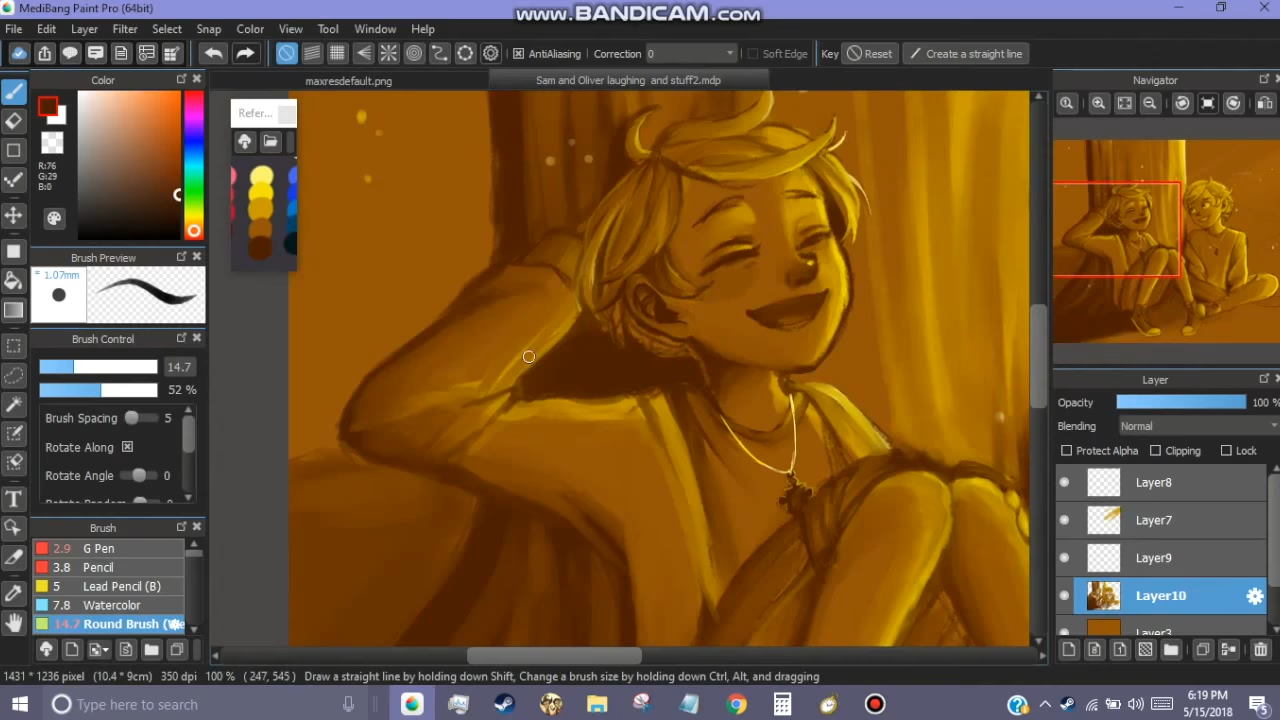 MediBang Paint Pro (64bit)
www.BANDICAM.com
File Edit Layer Filter Select Snap Color View Tool Window Help
AntiAliasing Correction 0 Soft Edge Key Reset Create a straight line
Color
maxresdefault.png
Sam and Oliver laughing and stuff2.mdp
Navigator
Refer...
R:76
G:29
B:0
Brush Preview
1.07mm
Brush Control
14.7
52 %
Brush Spacing 5
Rotate Along
Rotate Angle 0
Rotate Random 0
Brush
2.9 G Pen
3.8 Pencil
5 Lead Pencil (B)
7.8 Watercolor
14.7 Round Brush
Layer
Opacity 100 %
Blending Normal
Protect Alpha Clipping Lock
Layer8
Layer7
Layer9
Layer10
Layer3
1431 * 1236 pixel (10.4 * 9cm) 350 dpi 100 % ( 247, 545 ) Draw a straight line by holding down Shift, Change a brush size by holding down Ctrl, Alt, and dragging
Type here to search
6:19 PM
5/15/2018
5